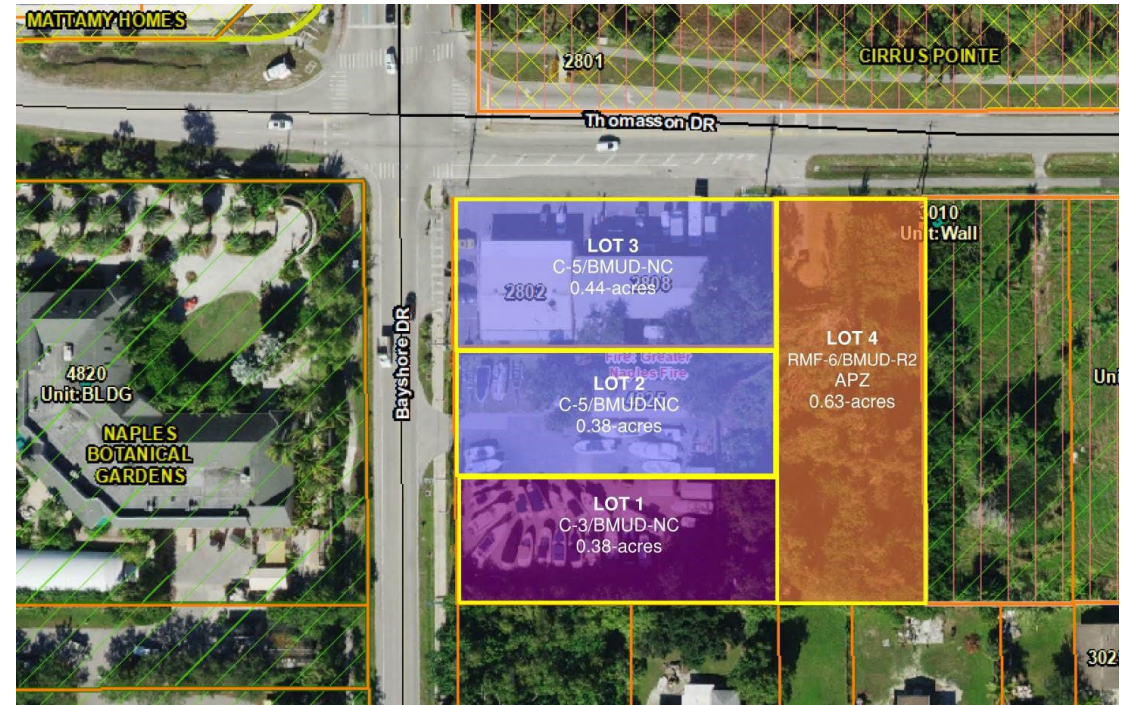 MATTAMY HOMES
2801
CIRRUS POINTE
Thomasson DR
LOT 3
C-5/BMUD-NC
0.44-acres
2802
2808
3010
Unit:Wall
Bayshore DR
Fire: Greater
Naples Fire
LOT 2
C-5/BMUD-NC
0.38-acres
LOT 4
RMF-6/BMUD-R2
APZ
0.63-acres
4820
Unit:BLDG
NAPLES
BOTANICAL
GARDENS
LOT 1
C-3/BMUD-NC
0.38-acres
Uni
302